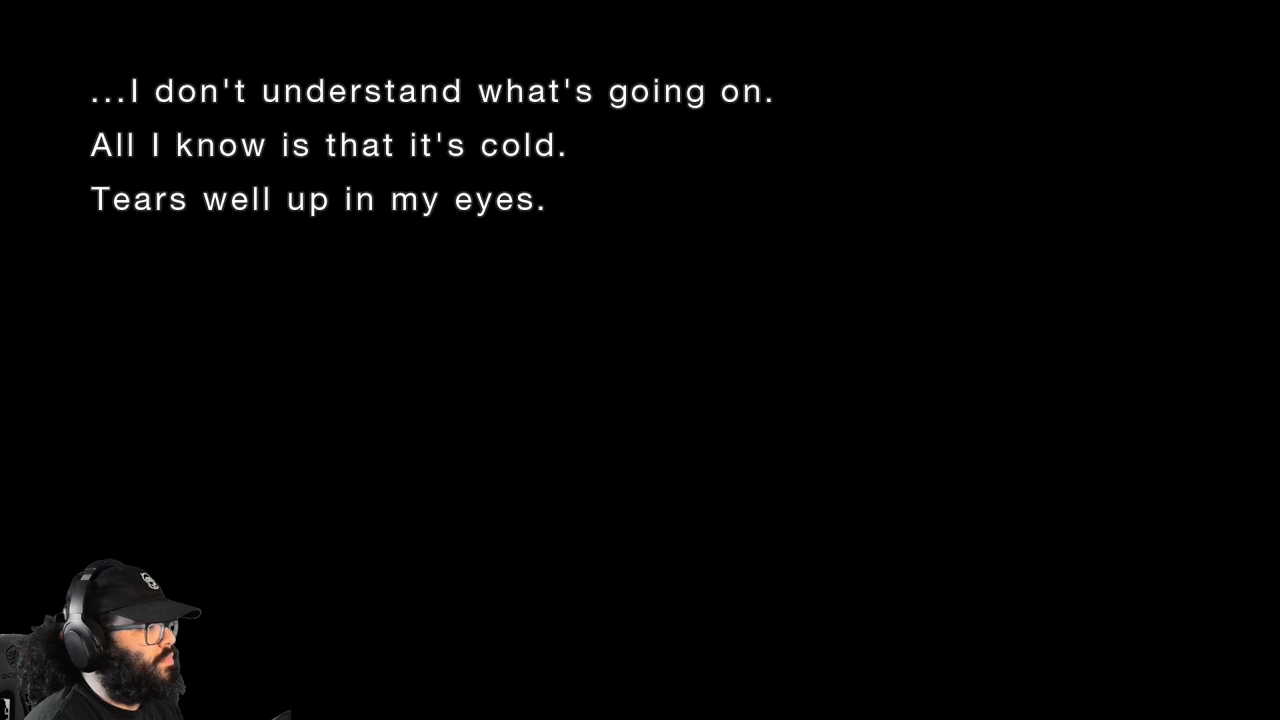 ...I don't understand what's going on.
All I know is that it's cold.
Tears well up in my eyes.